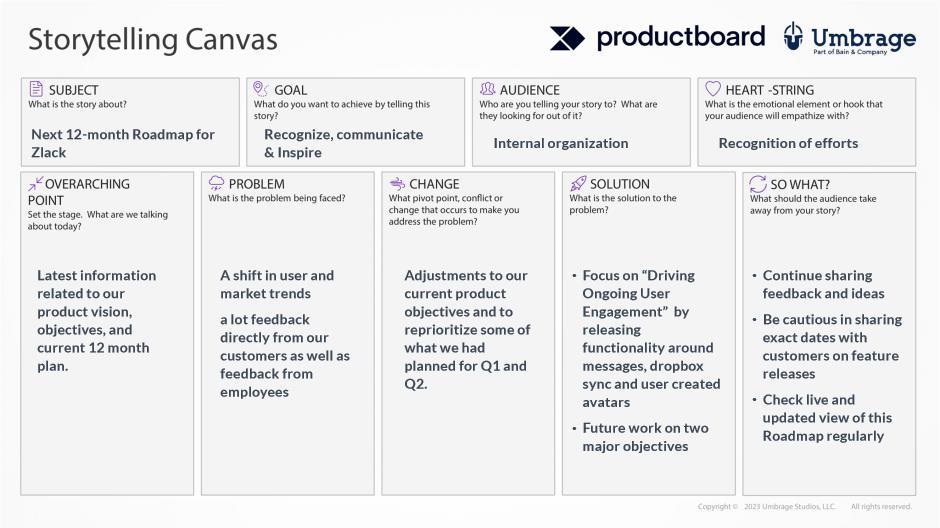 Storytelling Canvas
productboard
Umbrage
Part of Bain & Company
SUBJECT
What is the story about?
Next 12-month Roadmap for
Zlack
GOAL
What do you want to achieve by telling this
story?
Recognize, communicate
& Inspire
AUDIENCE
Who are you telling your story to? What are
they looking for out of it?
Internal organization
HEART -STRING
What is the emotional element or hook that
your audience will empathize with?
Recognition of efforts
OVERARCHING
POINT
Set the stage. What are we talking
about today?
Latest information
related to our
product vision,
objectives, and
current 12 month
plan.
PROBLEM
What is the problem being faced?
A shift in user and
market trends
a lot feedback
directly from our
customers as well as
feedback from
employees
CHANGE
What pivot point, conflict or
change that occurs to make you
address the problem?
Adjustments to our
current product
objectives and to
reprioritize some of
what we had
planned for Q1 and
Q2.
SOLUTION
What is the solution to the
problem?
• Focus on “Driving
Ongoing User
Engagement” by
releasing
functionality around
messages, dropbox
sync and user created
avatars
• Future work on two
major objectives
SO WHAT?
What should the audience take
away from your story?
• Continue sharing
feedback and ideas
• Be cautious in sharing
exact dates with
customers on feature
releases
• Check live and
updated view of this
Roadmap regularly
Copyright © 2023 Umbrage Studios, LLC. All rights reserved.